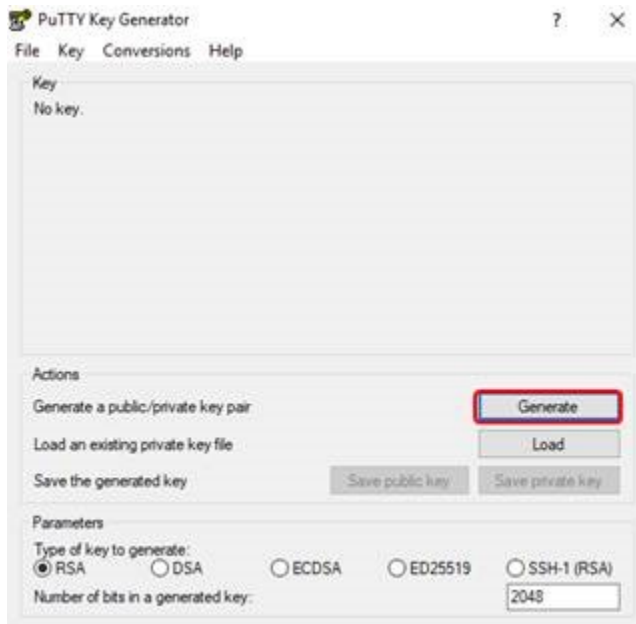 PuTTY Key Generator ? ×
File Key Conversions Help
Key
No key.
Actions
Generate a public/private key pair Generate
Load an existing private key file Load
Save the generated key Save public key Save private key
Parameters
Type of key to generate:
RSA DSA ECDSA ED25519 SSH-1 (RSA)
Number of bits in a generated key: 2048